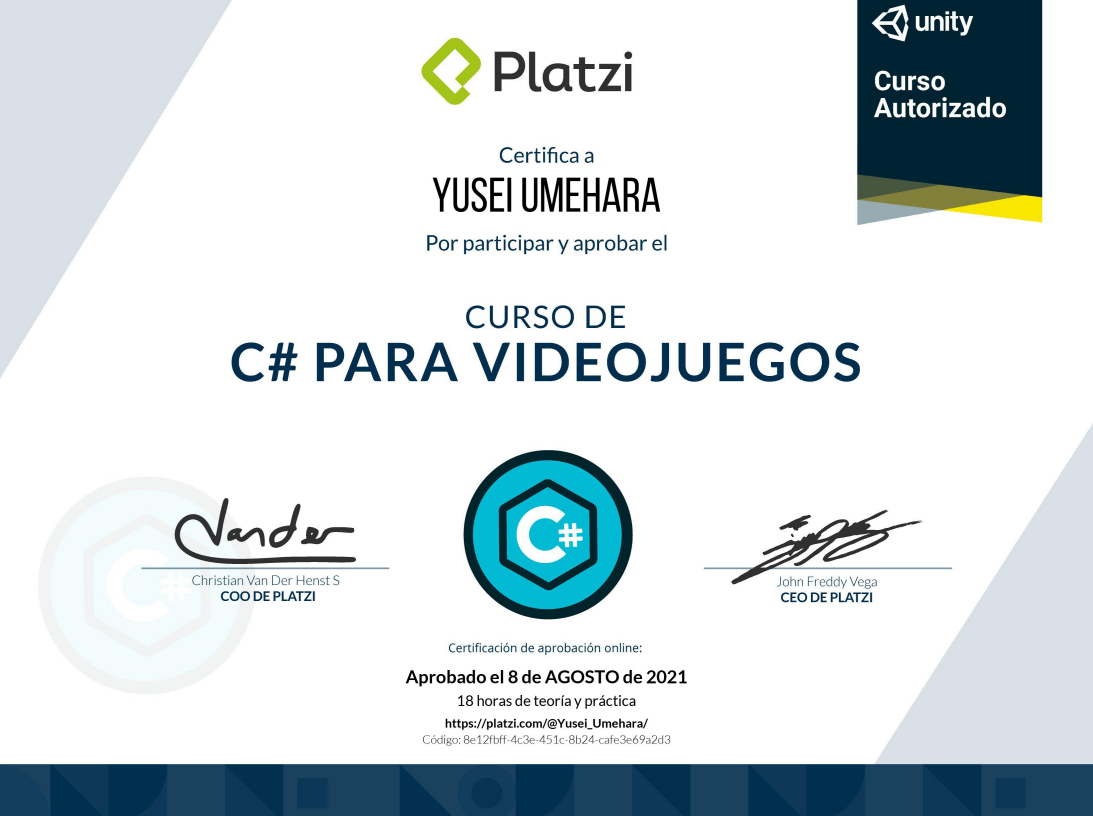 Platzi
unity
Curso
Autorizado
Certifica a
YUSEI UMEHARA
Por participar y aprobar el
CURSO DE
C# PARA VIDEOJUEGOS
C#
C#
Vander
Christian Van Der Henst S
COO DE PLATZI
John Freddy Vega
CEO DE PLATZI
Certificación de aprobación online:
Aprobado el 8 de AGOSTO de 2021
18 horas de teoría y práctica
https://platzi.com/@Yusei_Umehara/
Código: 8e12fbff-4c3e-451c-8b24-cafe3e69a2d3